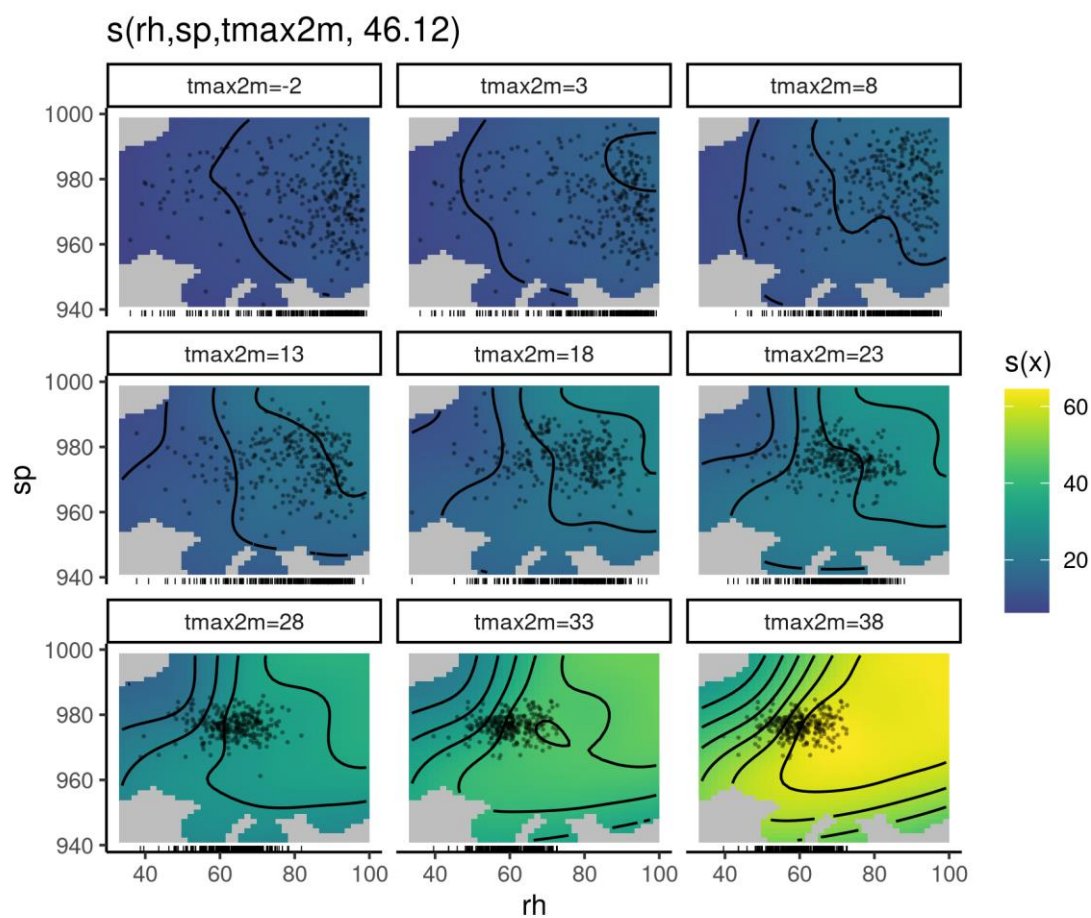 s(rh,sp,tmax2m, 46.12)
tmax2m=-2
tmax2m=3
tmax2m=8
1000
980
960
940
tmax2m=13
tmax2m=18
tmax2m=23
1000
980
960
940
sp
s(x)
60
40
20
tmax2m=28
tmax2m=33
tmax2m=38
1000
980
960
940
40 60 80 100 40 60 80 100 40 60 80 100
rh